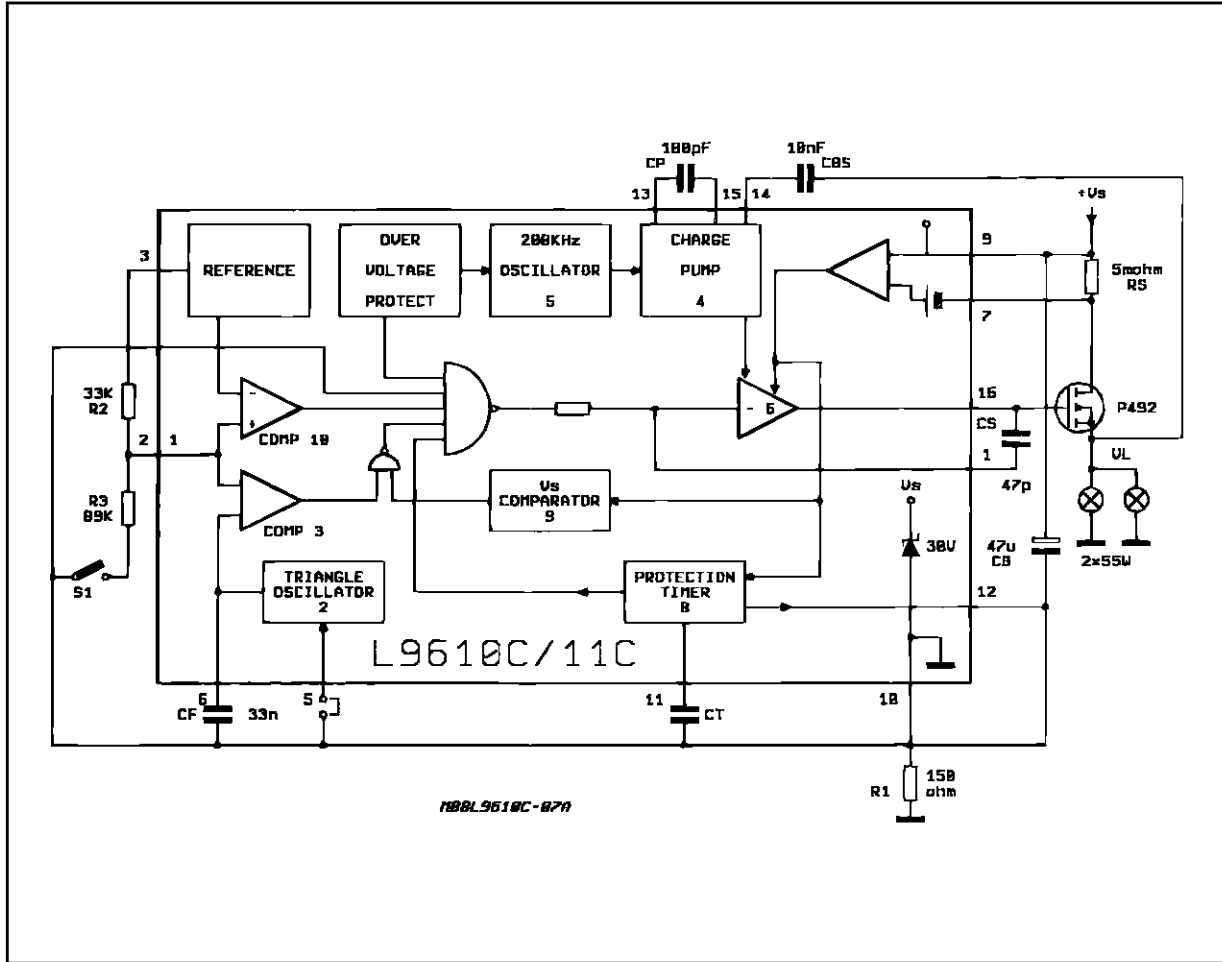 100pF
CP
10nF
CBS
13
15
14
+Vs
3
REFERENCE
OVER
VOLTAGE
PROTECT
200KHz
OSCILLATOR
5
CHARGE
PUMP
4
9
5mohm
RS
7
33K
R2
-
+
COMP 10
- 6
16
P492
CS
2
1
1
VL
R3
89K
COMP 3
Vs
COMPARATOR
9
Vs
47p
30V
47u
CB
2x55W
S1
TRIANGLE
OSCILLATOR
2
PROTECTION
TIMER
8
12
L9610C/11C
6
CF
33n
S
11
CT
10
R1
150
ohm
M88L9610C-07A